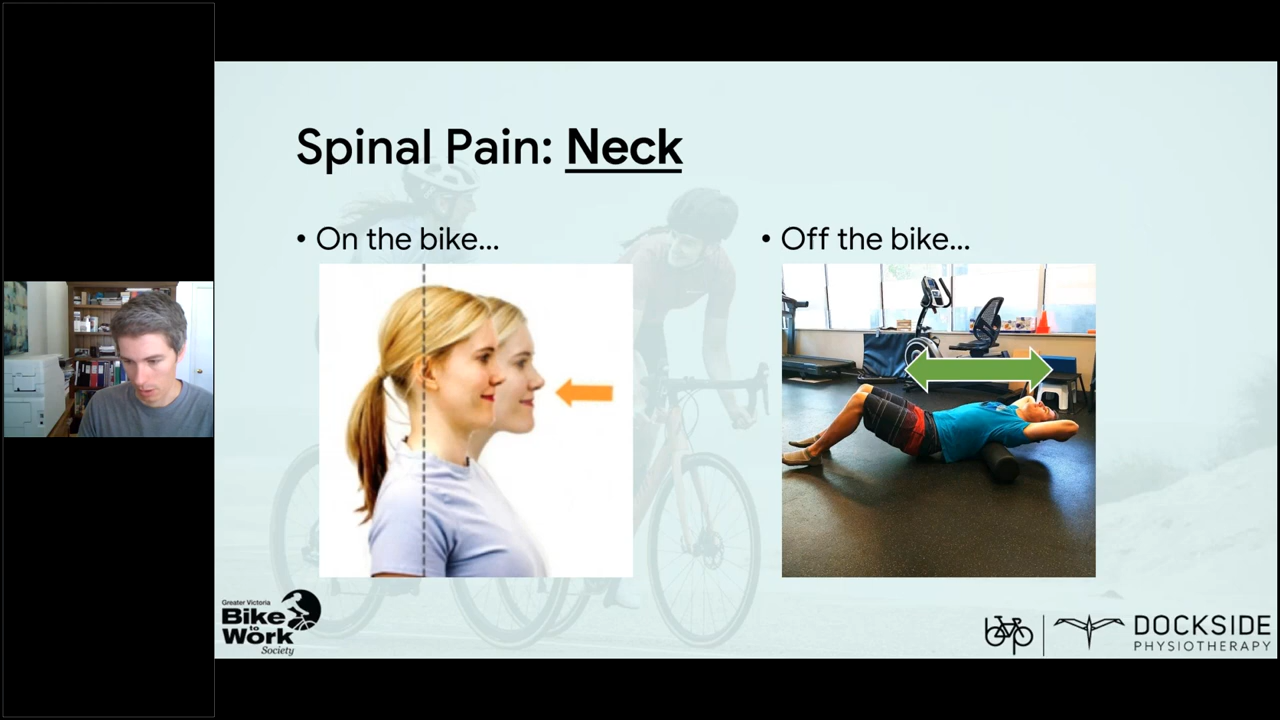 Spinal Pain: Neck
• On the bike...
• Off the bike...
Greater Victoria
Bike
to
Work
Society
DOCKSIDE
PHYSIOTHERAPY